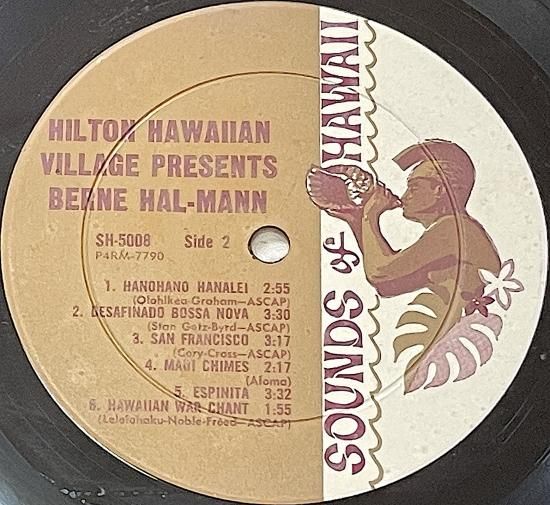 HILTON HAWAIIAN
VILLAGE PRESENTS
BERNE HAL-MANN
SH-5008 Side 2
P4RM-7790
1. HANOHANO HANALEI 2:55
(Olohlkea-Graham—ASCAP)
2. DESAFINADO BOSSA NOVA 3:30
(Stan Getz-Byrd—ASCAP)
3. SAN FRANCISCO 3:17
(Cory-Cross—ASCAP)
4. MAUI CHIMES 2:17
(Aloma)
5. ESPINITA 3:32
6. HAWAIIAN WAR CHANT 1:55
(Leleiohaku-Noble-Freed—ASCAP)
SOUNDS of HAWAII